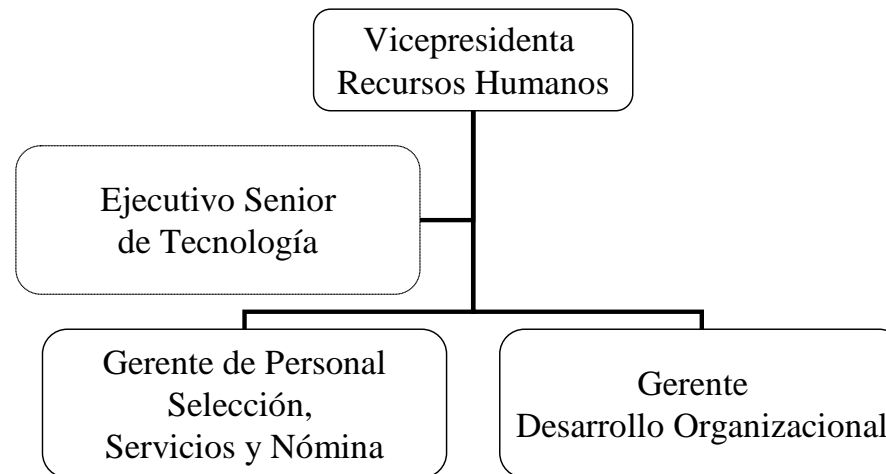 Vicepresidenta
Recursos Humanos
Ejecutivo Senior
de Tecnología
Gerente de Personal
Selección,
Servicios y Nómina
Gerente
Desarrollo Organizacional